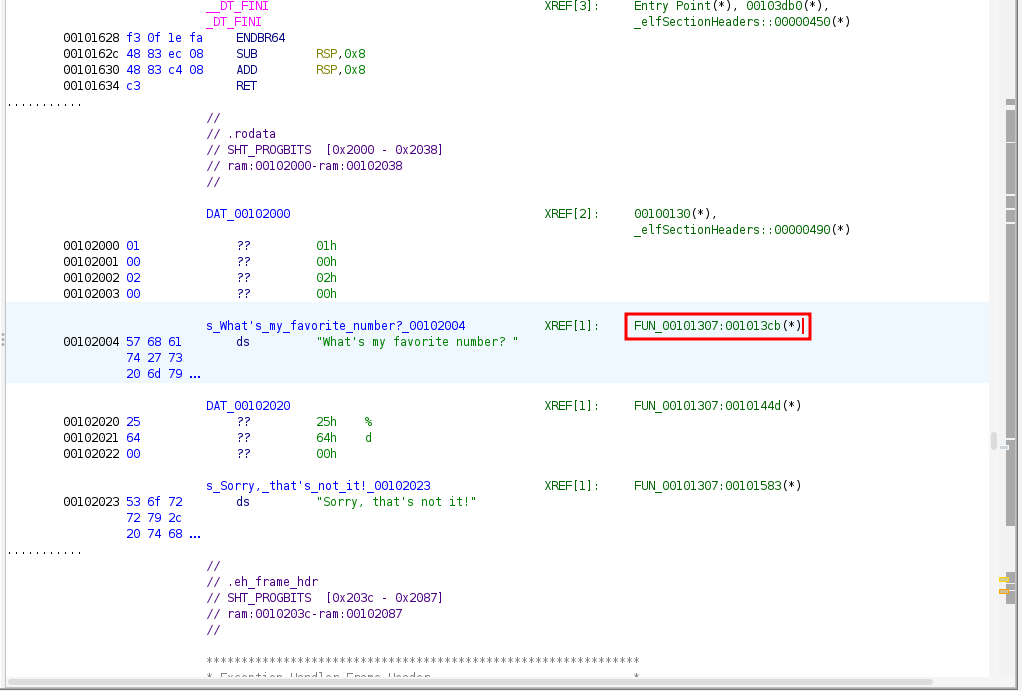 __DT_FINI XREF[3]: Entry Point(*), 00103db0(*),
_DT_FINI _elfSectionHeaders::00000450(*)
00101628 f3 0f 1e fa ENDBR64
0010162c 48 83 ec 08 SUB RSP,0x8
00101630 48 83 c4 08 ADD RSP,0x8
00101634 c3 RET
...........
//
// .rodata
// SHT_PROGBITS [0x2000 - 0x2038]
// ram:00102000-ram:00102038
//
DAT_00102000 XREF[2]: 00100130(*),
_elfSectionHeaders::00000490(*)
00102000 01 ?? 01h
00102001 00 ?? 00h
00102002 02 ?? 02h
00102003 00 ?? 00h
s_What's_my_favorite_number?_00102004 XREF[1]: FUN_00101307:001013cb(*)
00102004 57 68 61 ds "What's my favorite number? "
74 27 73
20 6d 79 ...
DAT_00102020 XREF[1]: FUN_00101307:0010144d(*)
00102020 25 ?? 25h %
00102021 64 ?? 64h d
00102022 00 ?? 00h
s_Sorry,_that's_not_it!_00102023 XREF[1]: FUN_00101307:00101583(*)
00102023 53 6f 72 ds "Sorry, that's not it!"
72 79 2c
20 74 68 ...
...........
//
// .eh_frame_hdr
// SHT_PROGBITS [0x203c - 0x2087]
// ram:0010203c-ram:00102087
//
**************************************************************
* Exception Handler Frame Header *